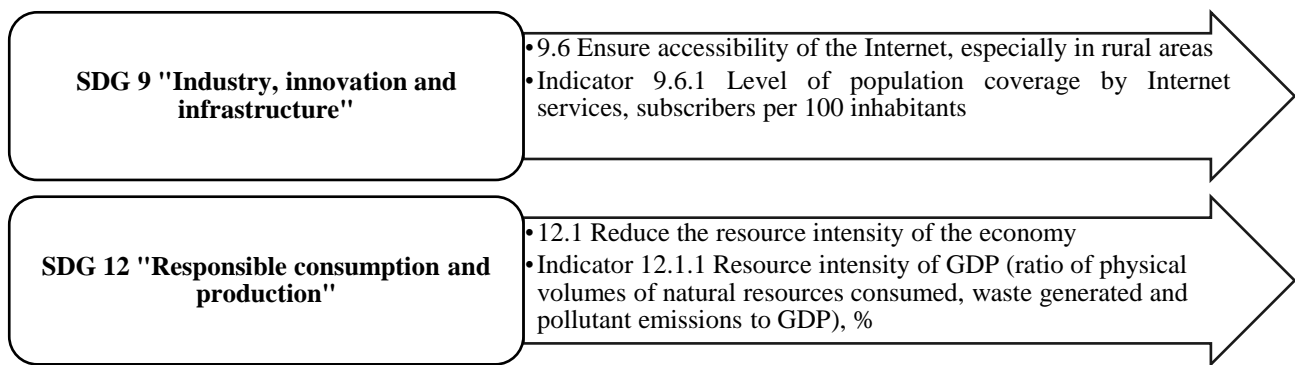 SDG 9 "Industry, innovation and
infrastructure"
•9.6 Ensure accessibility of the Internet, especially in rural areas
•Indicator 9.6.1 Level of population coverage by Internet
services, subscribers per 100 inhabitants
SDG 12 "Responsible consumption and
production"
•12.1 Reduce the resource intensity of the economy
•Indicator 12.1.1 Resource intensity of GDP (ratio of physical
volumes of natural resources consumed, waste generated and
pollutant emissions to GDP), %